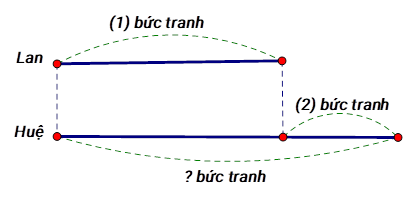 (1) bức tranh
Lan
(2) bức tranh
Huệ
? bức tranh